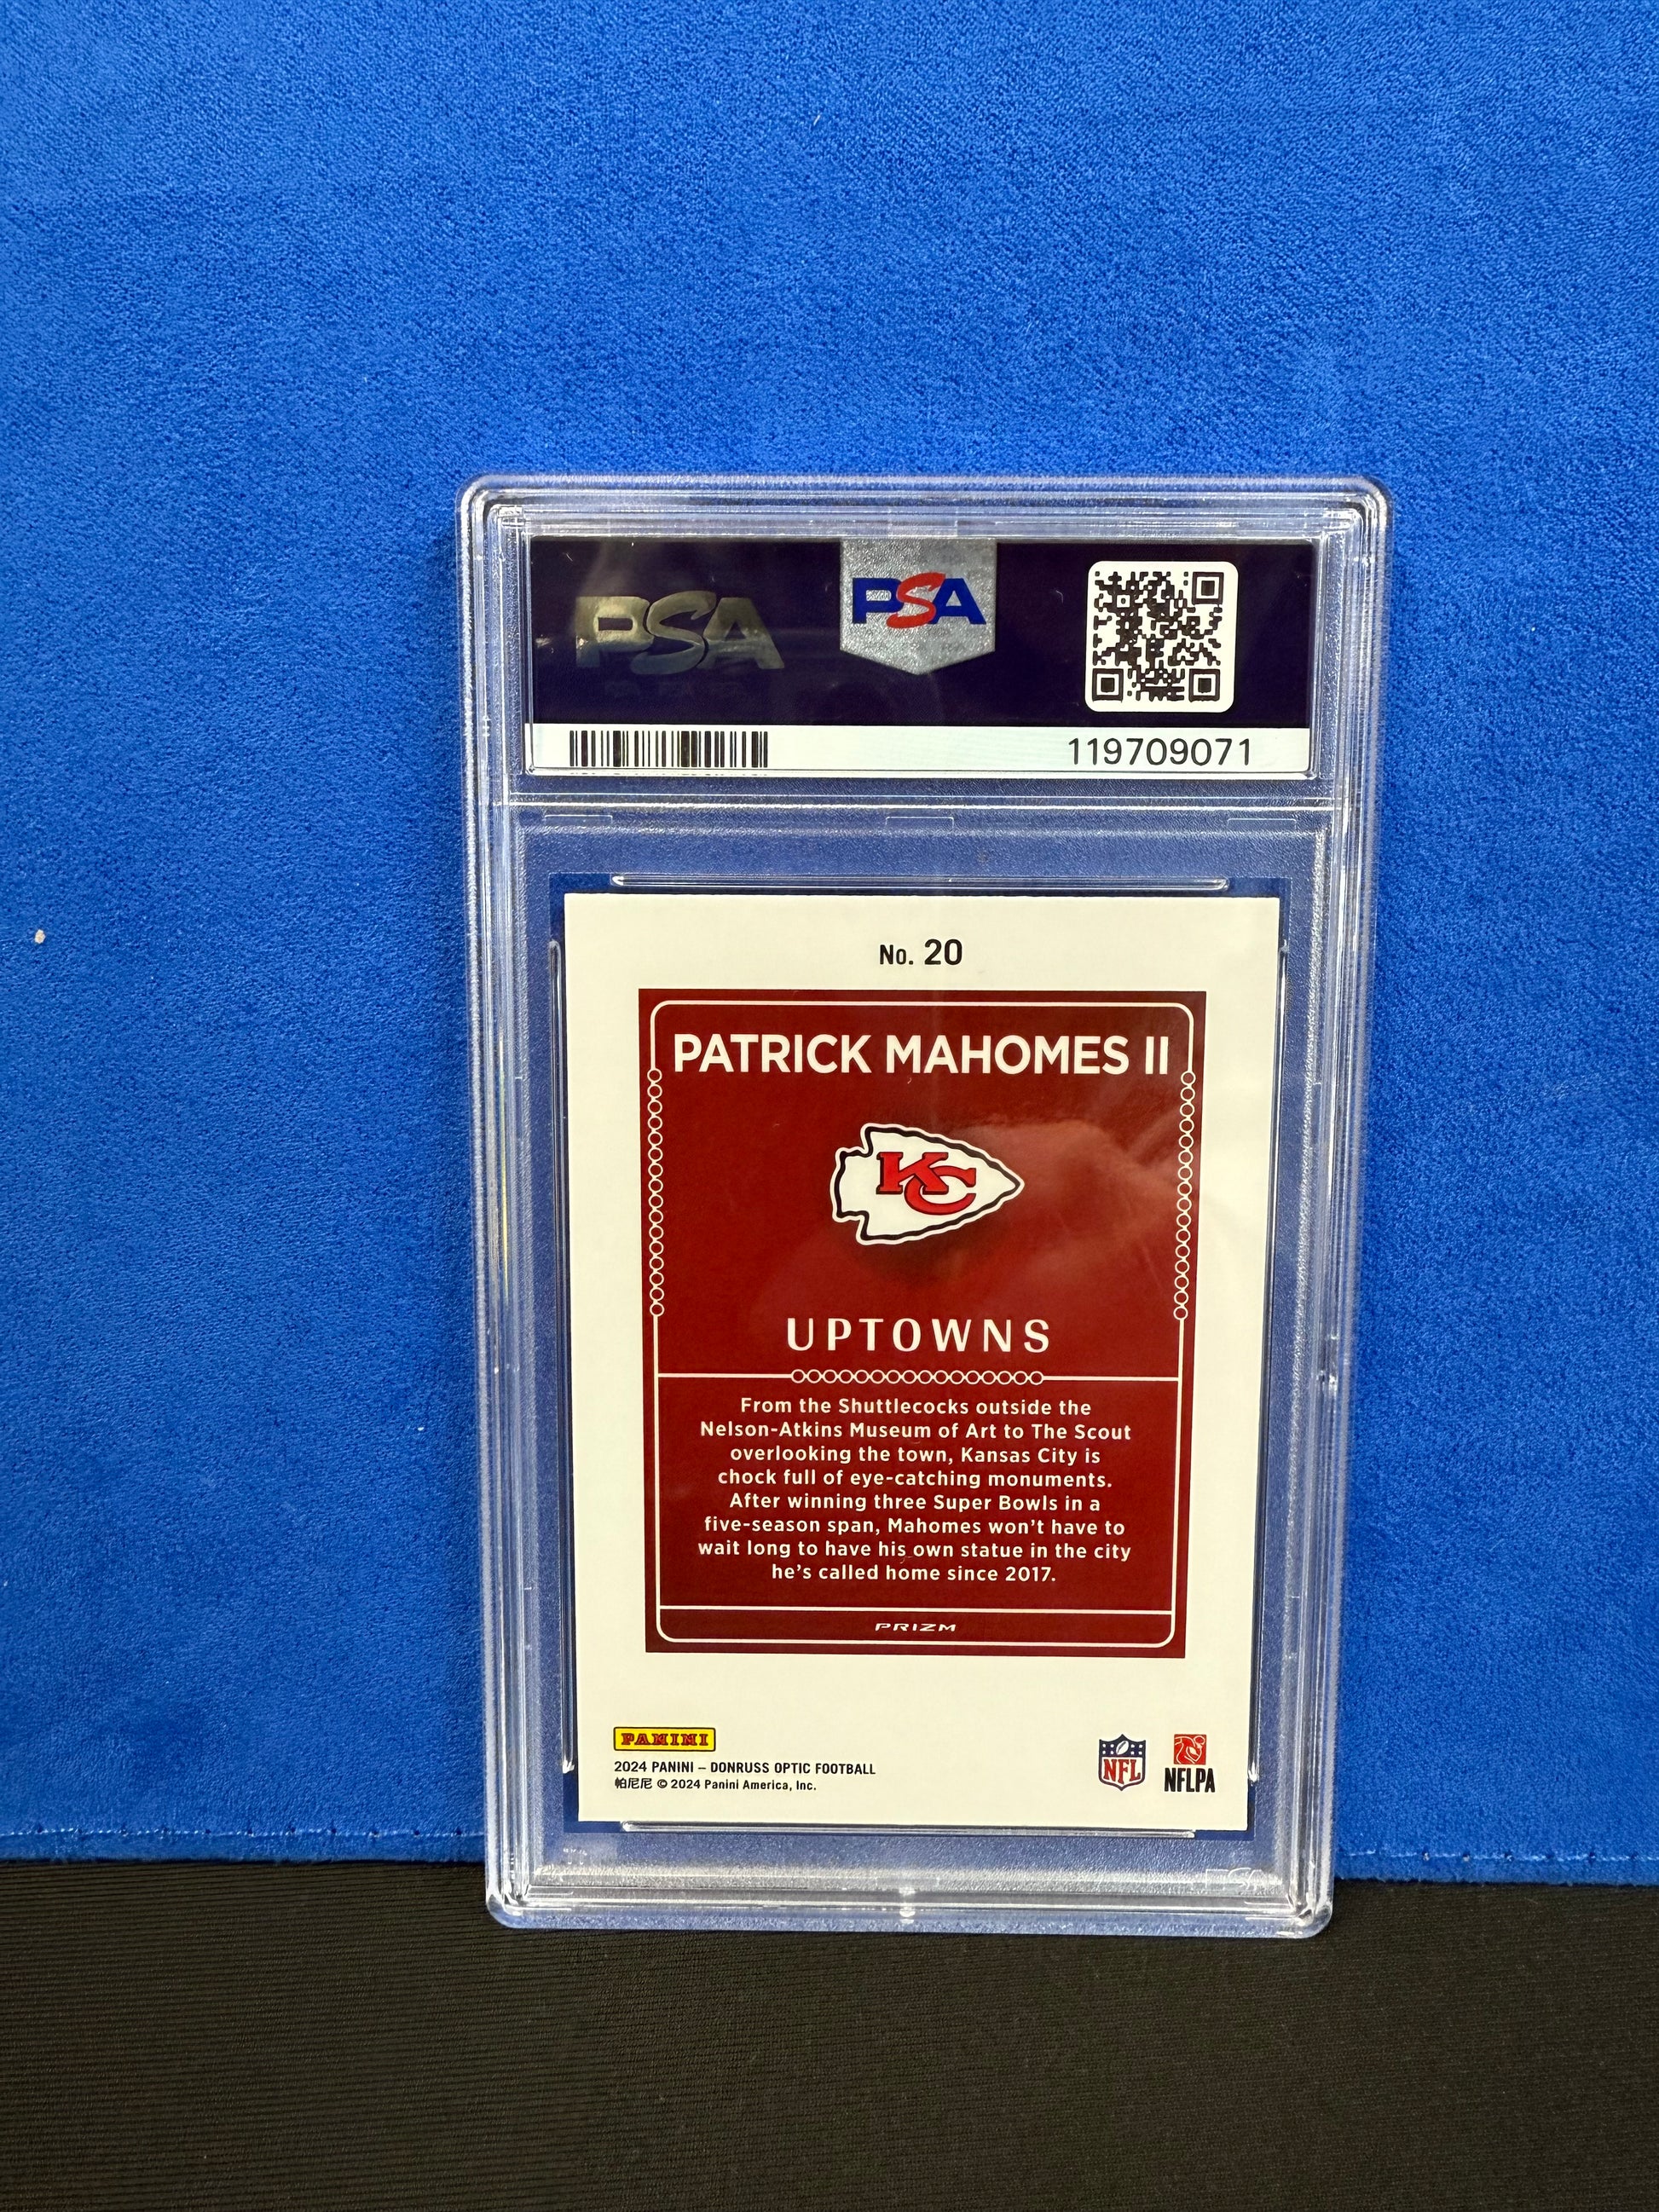 PSA
PSA
119709071
No. 20
PATRICK MAHOMES II
KC
UPTOWNS
From the Shuttlecocks outside the
Nelson-Atkins Museum of Art to The Scout
overlooking the town, Kansas City is
chock full of eye-catching monuments.
After winning three Super Bowls in a
five-season span, Mahomes won't have to
wait long to have his own statue in the city
he's called home since 2017.
PRIZM
PANINI
2024 PANINI – DONRUSS OPTIC FOOTBALL
帕尼尼 © 2024 Panini America, Inc.
NFL
NFLPA
PSA